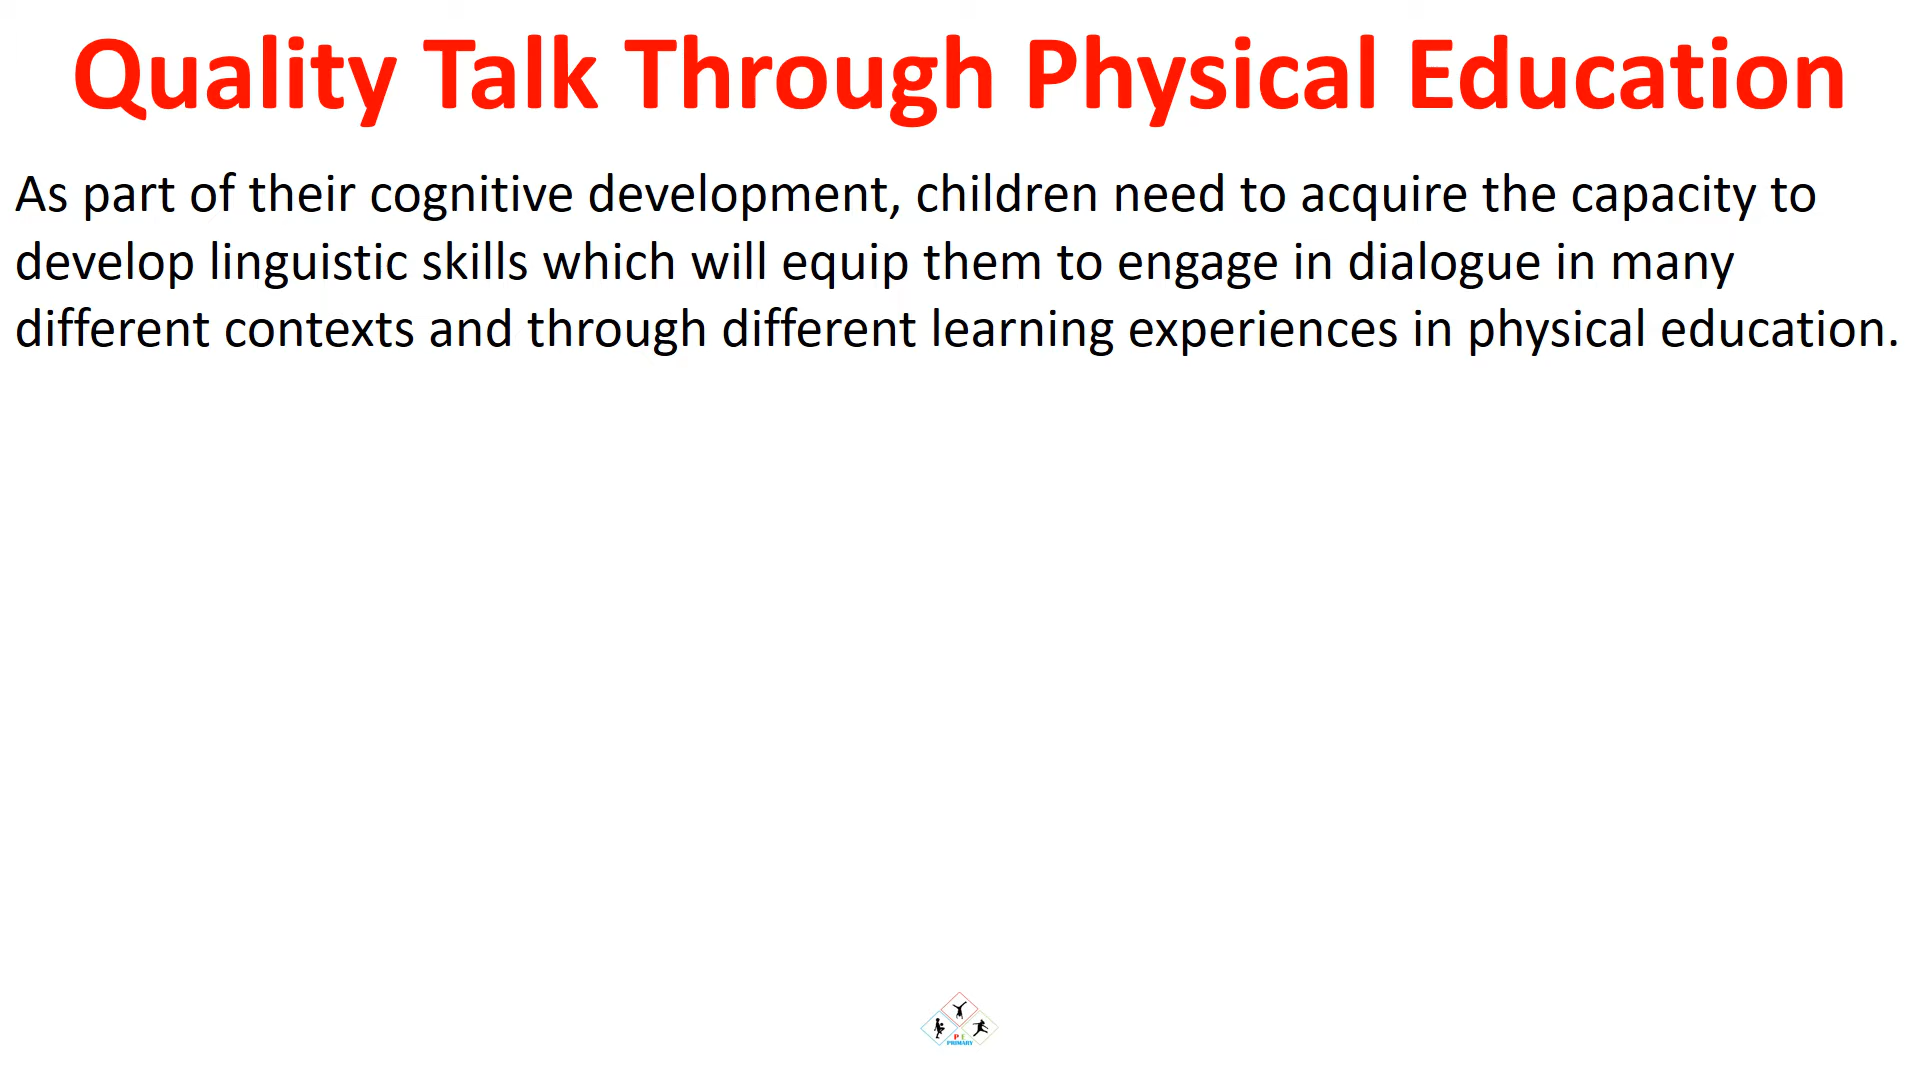 Quality Talk Through Physical Education
As part of their cognitive development, children need to acquire the capacity to
develop linguistic skills which will equip them to engage in dialogue in many
different contexts and through different learning experiences in physical education.
P E
PRIMARY